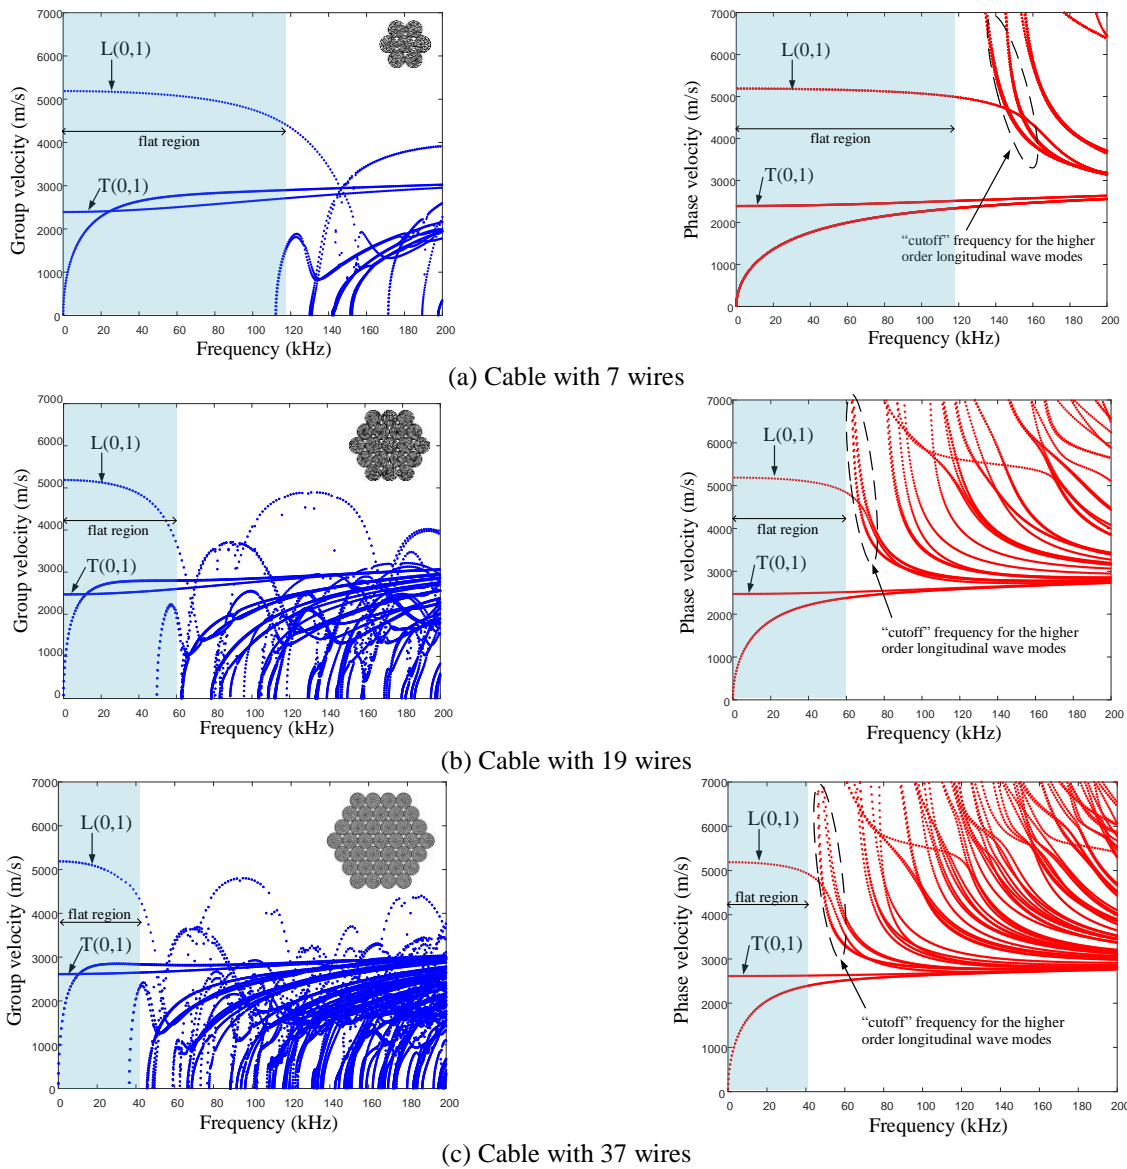 7000
6000
5000
4000
3000
2000
1000
0
Group velocity (m/s)
L(0,1)
flat region
T(0,1)
0 20 40 60 80 100 120 140 160 180 200
Frequency (kHz)
7000
6000
5000
4000
3000
2000
1000
0
Phase velocity (m/s)
L(0,1)
flat region
T(0,1)
“cutoff” frequency for the higher
order longitudinal wave modes
0 20 40 60 80 100 120 140 160 180 200
Frequency (kHz)
(a) Cable with 7 wires
7000
6000
5000
4000
3000
2000
1000
0
Group velocity (m/s)
L(0,1)
flat region
T(0,1)
0 20 40 60 80 100 120 140 160 180 200
Frequency (kHz)
7000
6000
5000
4000
3000
2000
1000
0
Phase velocity (m/s)
L(0,1)
flat region
T(0,1)
“cutoff” frequency for the higher
order longitudinal wave modes
0 20 40 60 80 100 120 140 160 180 200
Frequency (kHz)
(b) Cable with 19 wires
7000
6000
5000
4000
3000
2000
1000
0
Group velocity (m/s)
L(0,1)
flat region
T(0,1)
0 20 40 60 80 100 120 140 160 180 200
Frequency (kHz)
7000
6000
5000
4000
3000
2000
1000
0
Phase velocity (m/s)
L(0,1)
flat region
T(0,1)
“cutoff” frequency for the higher
order longitudinal wave modes
0 20 40 60 80 100 120 140 160 180 200
Frequency (kHz)
(c) Cable with 37 wires